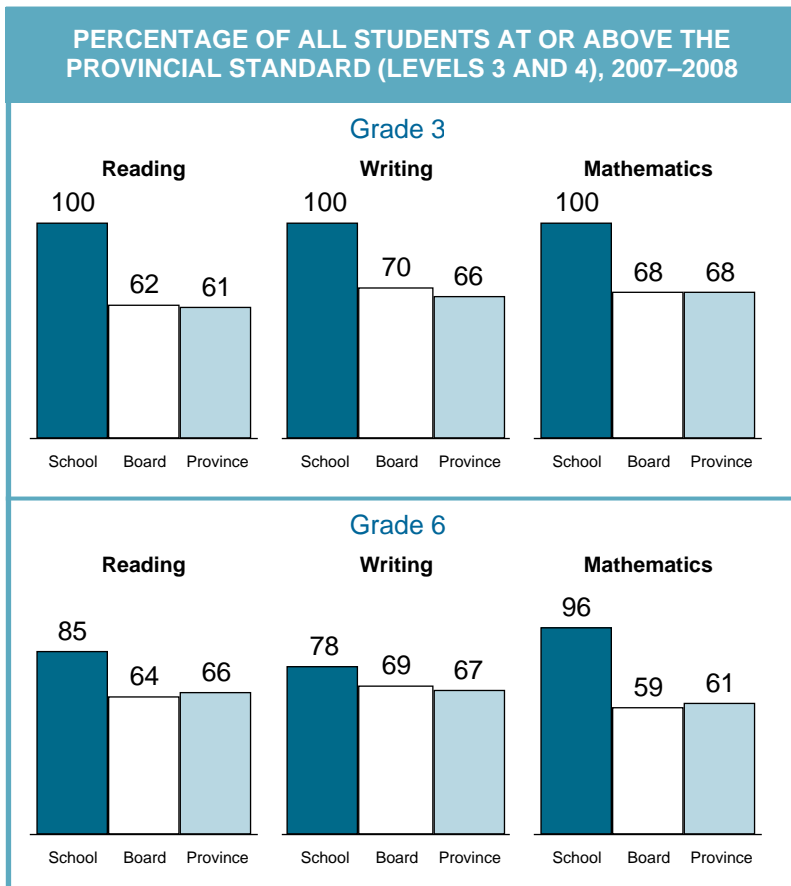 PERCENTAGE OF ALL STUDENTS AT OR ABOVE THE
PROVINCIAL STANDARD (LEVELS 3 AND 4), 2007–2008
Grade 3
Reading Writing Mathematics
100 62 61 100 70 66 100 68 68
School Board Province School Board Province School Board Province
Grade 6
Reading Writing Mathematics
85 64 66 78 69 67 96 59 61
School Board Province School Board Province School Board Province